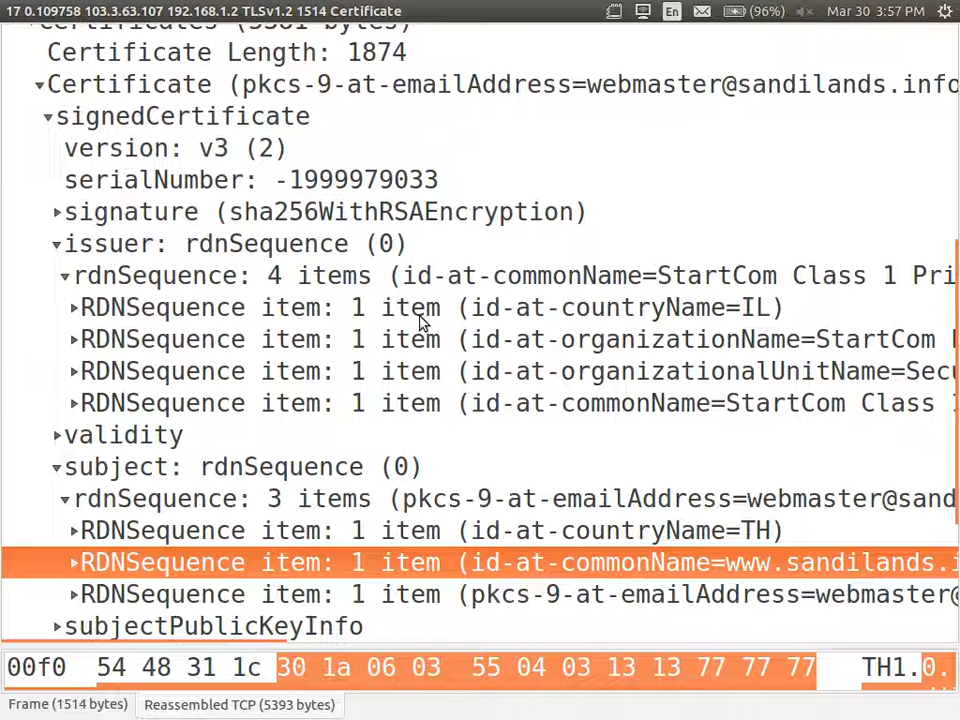 17 0.109758 103.3.63.107 192.168.1.2 TLSv1.2 1514 Certificate En (96%) Mar 30 3:57 PM
Certificates (5381 bytes)
Certificate Length: 1874
Certificate (pkcs-9-at-emailAddress=webmaster@sandilands.info
signedCertificate
version: v3 (2)
serialNumber: -1999979033
signature (sha256WithRSAEncryption)
issuer: rdnSequence (0)
rdnSequence: 4 items (id-at-commonName=StartCom Class 1 Pri
RDNSequence item: 1 item (id-at-countryName=IL)
RDNSequence item: 1 item (id-at-organizationName=StartCom
RDNSequence item: 1 item (id-at-organizationalUnitName=Secu
RDNSequence item: 1 item (id-at-commonName=StartCom Class 1
validity
subject: rdnSequence (0)
rdnSequence: 3 items (pkcs-9-at-emailAddress=webmaster@sand
RDNSequence item: 1 item (id-at-countryName=TH)
RDNSequence item: 1 item (id-at-commonName=www.sandilands.i
RDNSequence item: 1 item (pkcs-9-at-emailAddress=webmaster@
subjectPublicKeyInfo
00f0 54 48 31 1c 30 1a 06 03 55 04 03 13 13 77 77 77 TH1.0.
Frame (1514 bytes) Reassembled TCP (5393 bytes)